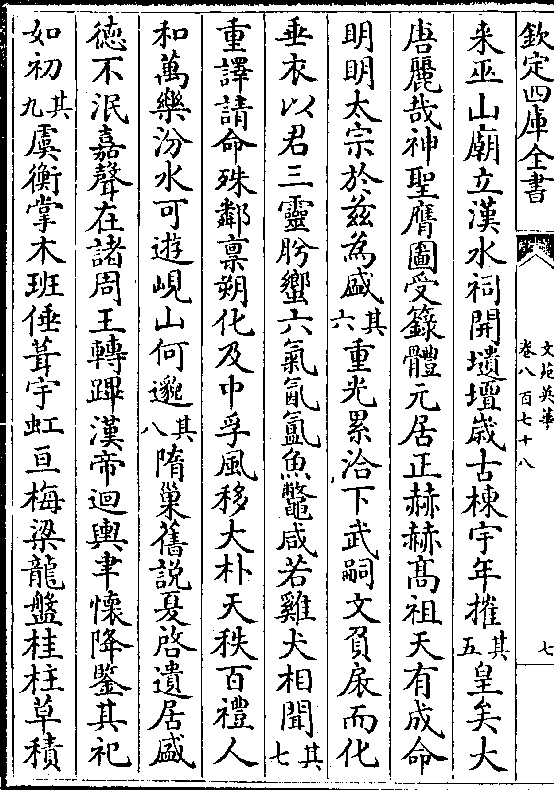 欽定四庫全書
文苑英華
卷八百七十八
七
来巫山廟立漢水祠開壝壇歳古棟宇年摧其五皇矣大
唐麗哉神聖膺圖受籙體元居正赫赫髙祖天有成命
明明太宗於兹為盛其六重光累洽下武嗣文負扆而化
垂衣以君三靈肸蠁六氣氤氲魚鼈咸若雞犬相聞其七
重譯請命殊鄰禀朔化及中孚風移大朴天秩百禮人
和萬樂汾水可遊峴山何邈其八隋巢舊説夏啓遺居盛
徳不泯嘉聲在諸周王轉蹕漢帝迴輿聿懷降鑒其祀
如初其九虞衡掌木班倕葺宇虹亘梅梁龍盤桂柱草積